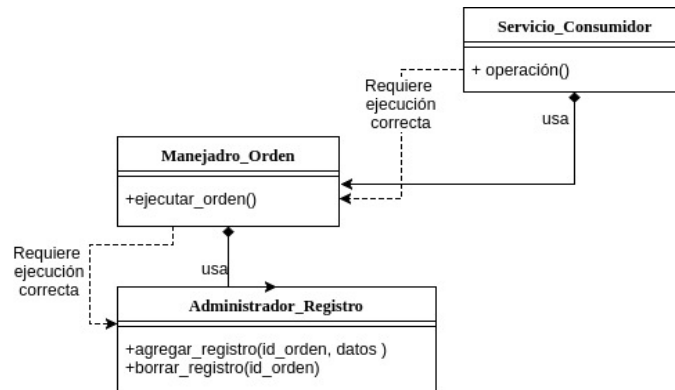 Servicio_Consumidor
+ operación()
Requiere
ejecución
correcta
usa
Manejadro_Orden
+ejecutar_orden()
Requiere
ejecución
correcta
usa
Administrador_Registro
+agregar_registro(id_orden, datos )
+borrar_registro(id_orden)